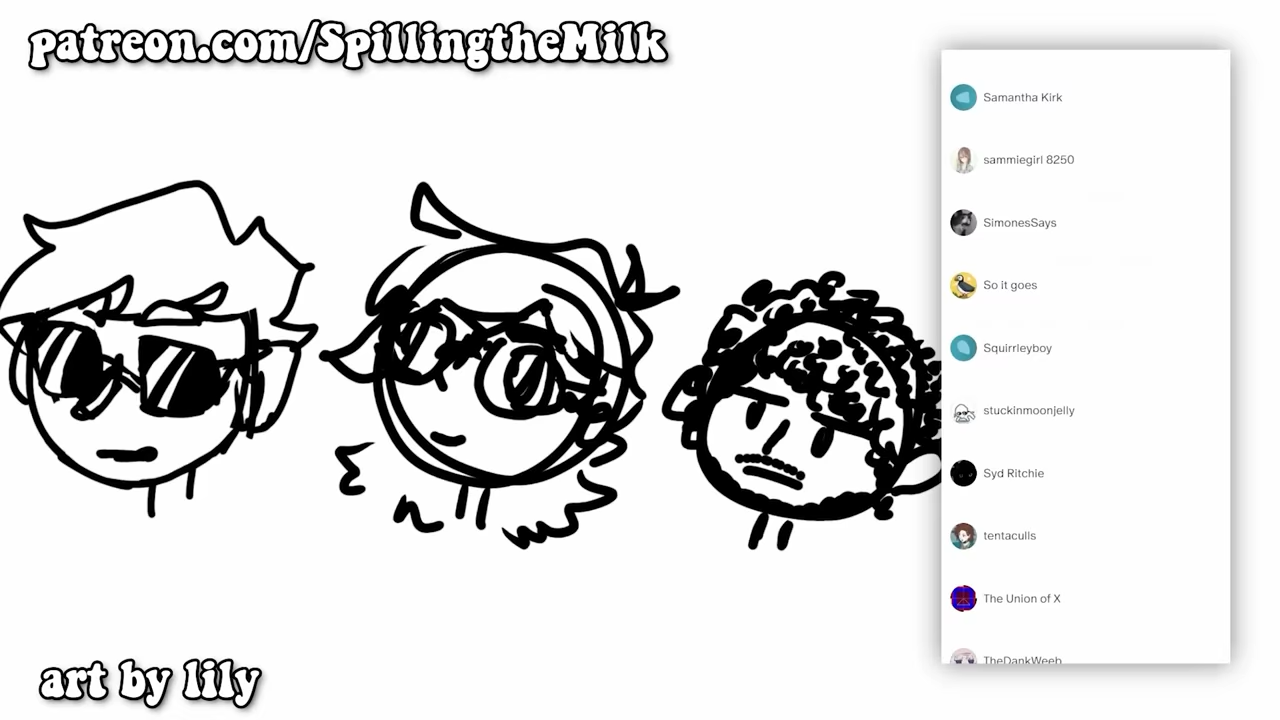 patreon.com/SpillingtheMilk
Samantha Kirk
sammiegirl 8250
SimonesSays
So it goes
Squirrleyboy
stuckinmoonjelly
Syd Ritchie
tentaculls
The Union of X
TheDankWeeb
art by lily